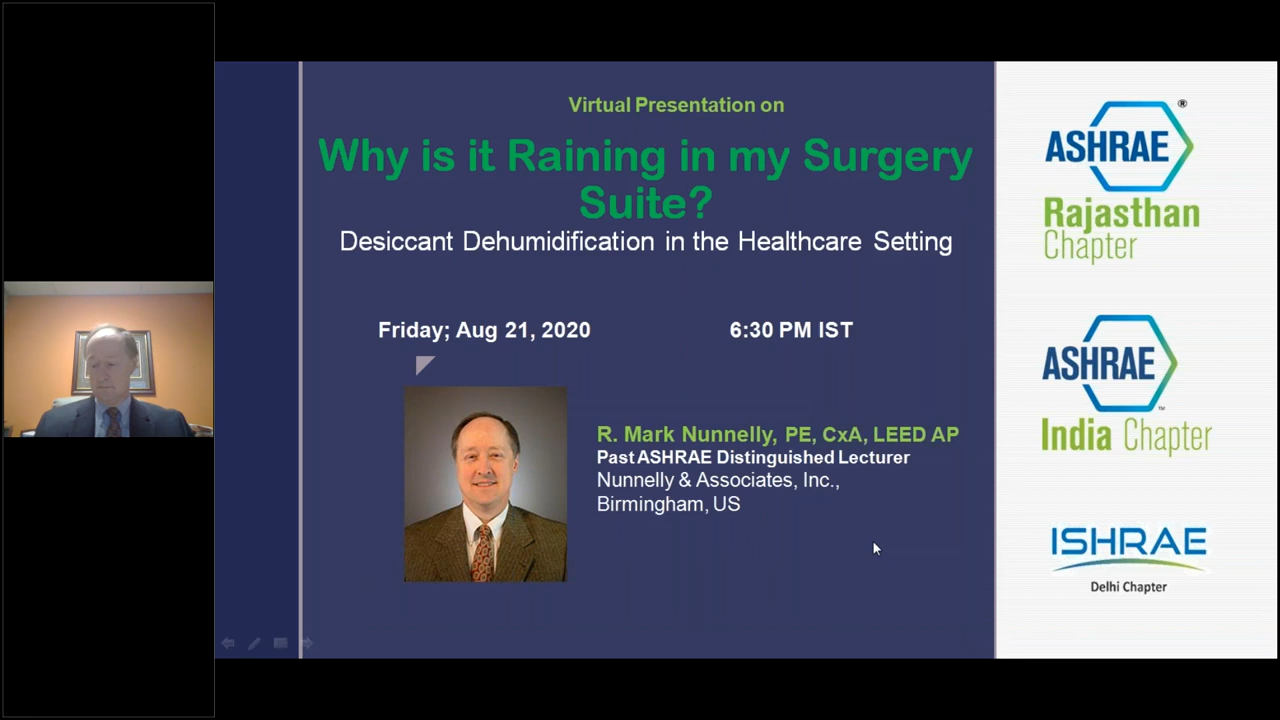 Virtual Presentation on
Why is it Raining in my Surgery
Suite?
Desiccant Dehumidification in the Healthcare Setting
Friday; Aug 21, 2020 6:30 PM IST
R. Mark Nunnelly, PE, CxA, LEED AP
Past ASHRAE Distinguished Lecturer
Nunnelly & Associates, Inc.,
Birmingham, US
ASHRAE®
Rajasthan
Chapter
ASHRAE™
India Chapter
ISHRAE
Delhi Chapter